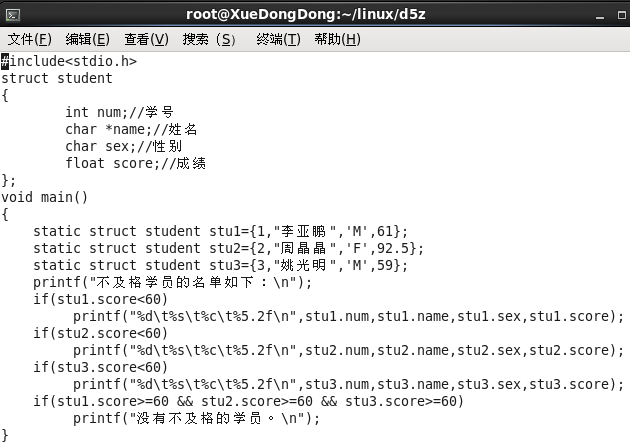 root@XueDongDong:~/linux/d5z
文件(F) 编辑(E) 查看(V) 搜索 (S) 终端(T) 帮助(H)
#include<stdio.h>
struct student
{
        int num;//学号
        char *name;//姓名
        char sex;//性别
        float score;//成绩
};
void main()
{
    static struct student stu1={1,"李亚鹏",'M',61};
    static struct student stu2={2,"周晶晶",'F',92.5};
    static struct student stu3={3,"姚光明",'M',59};
    printf("不及格学员的名单如下：\n");
    if(stu1.score<60)
         printf("%d\t%s\t%c\t%5.2f\n",stu1.num,stu1.name,stu1.sex,stu1.score);
    if(stu2.score<60)
         printf("%d\t%s\t%c\t%5.2f\n",stu2.num,stu2.name,stu2.sex,stu2.score);
    if(stu3.score<60)
         printf("%d\t%s\t%c\t%5.2f\n",stu3.num,stu3.name,stu3.sex,stu3.score);
    if(stu1.score>=60 && stu2.score>=60 && stu3.score>=60)
         printf("没有不及格的学员。\n");
}